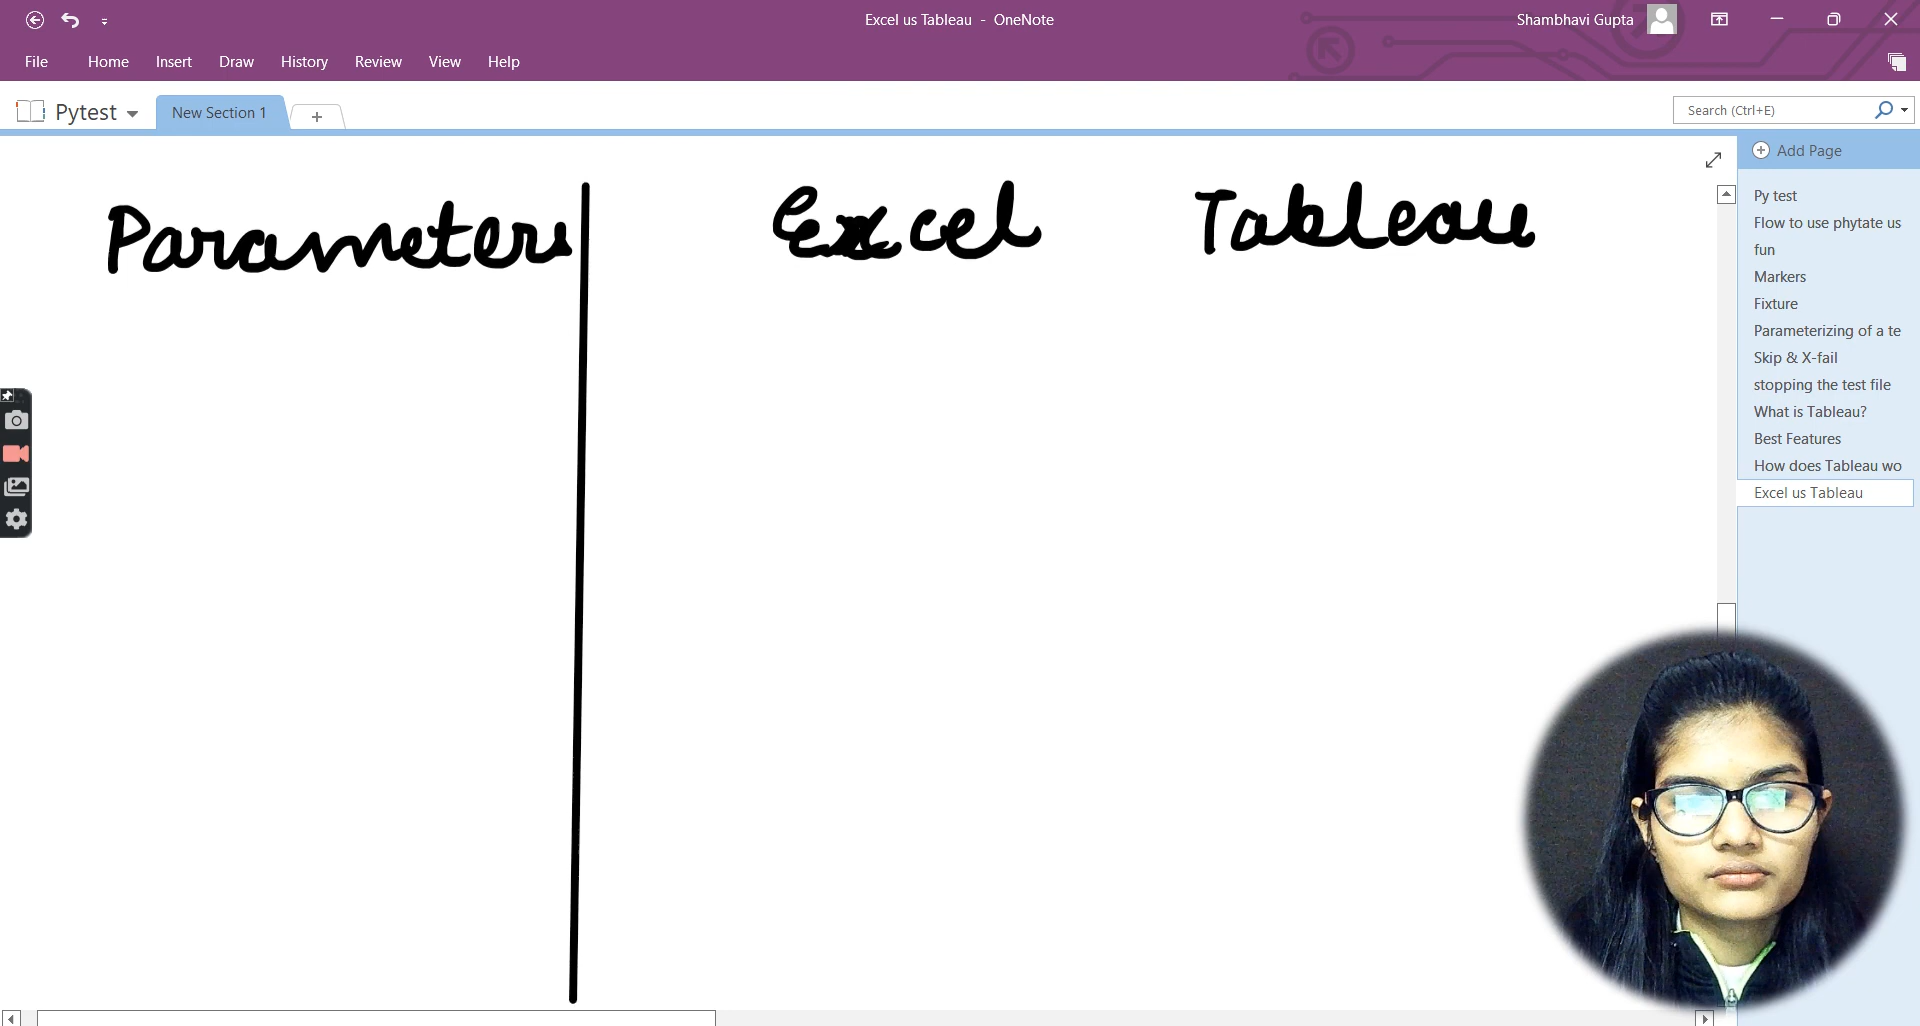 Excel us Tableau - OneNote
Shambhavi Gupta
File Home Insert Draw History Review View Help
Pytest
New Section 1
+
Search (Ctrl+E)
Add Page
Py test
Flow to use phytate us
fun
Markers
Fixture
Parameterizing of a te
Skip & X-fail
stopping the test file
What is Tableau?
Best Features
How does Tableau wo
Excel us Tableau
Parameters Excel Tableau